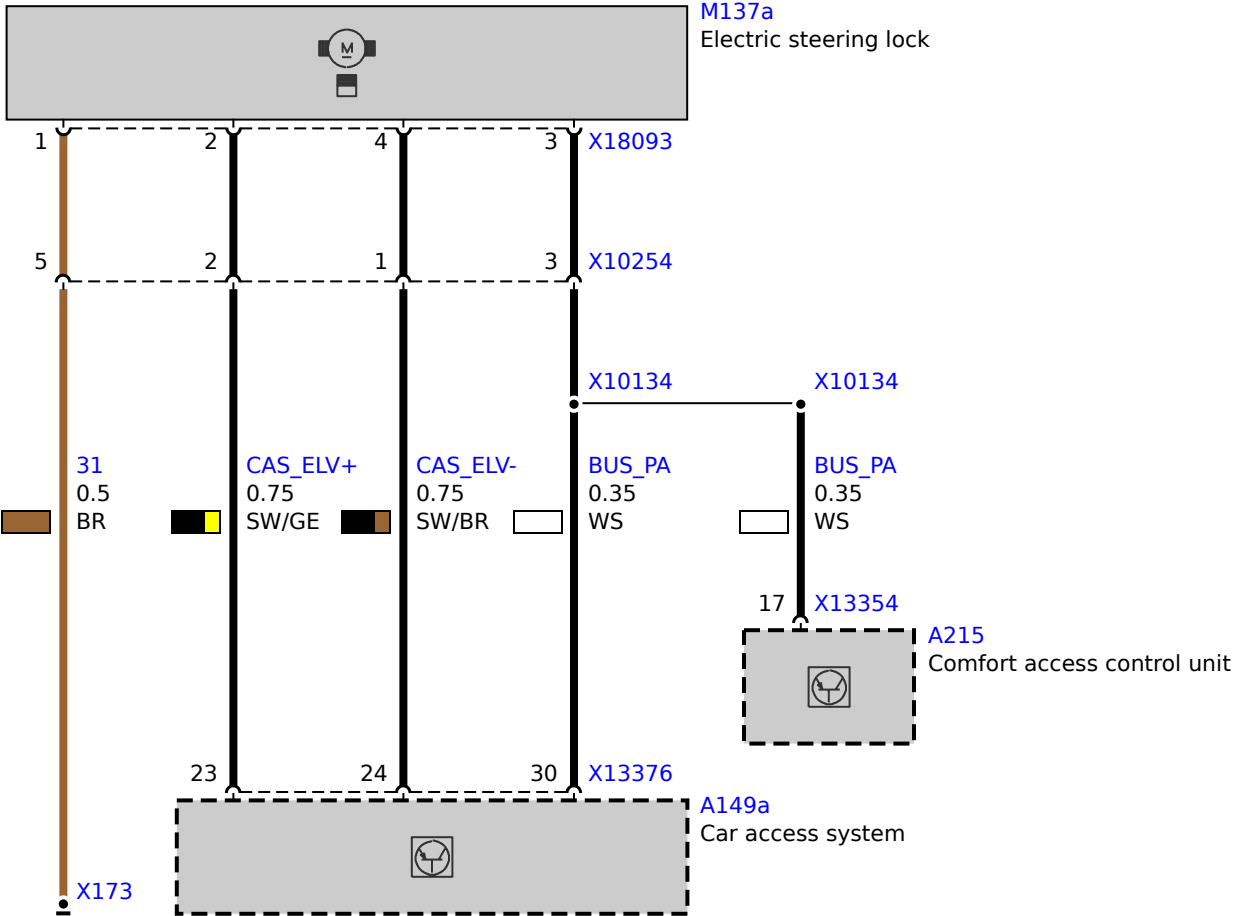 M137a
Electric steering lock
M
1 2 4 3 X18093
5 2 1 3 X10254
X10134 X10134
31 CAS_ELV+ CAS_ELV- BUS_PA BUS_PA
0.5 0.75 0.75 0.35 0.35
BR SW/GE SW/BR WS WS
17 X13354
A215
Comfort access control unit
23 24 30 X13376
A149a
Car access system
X173